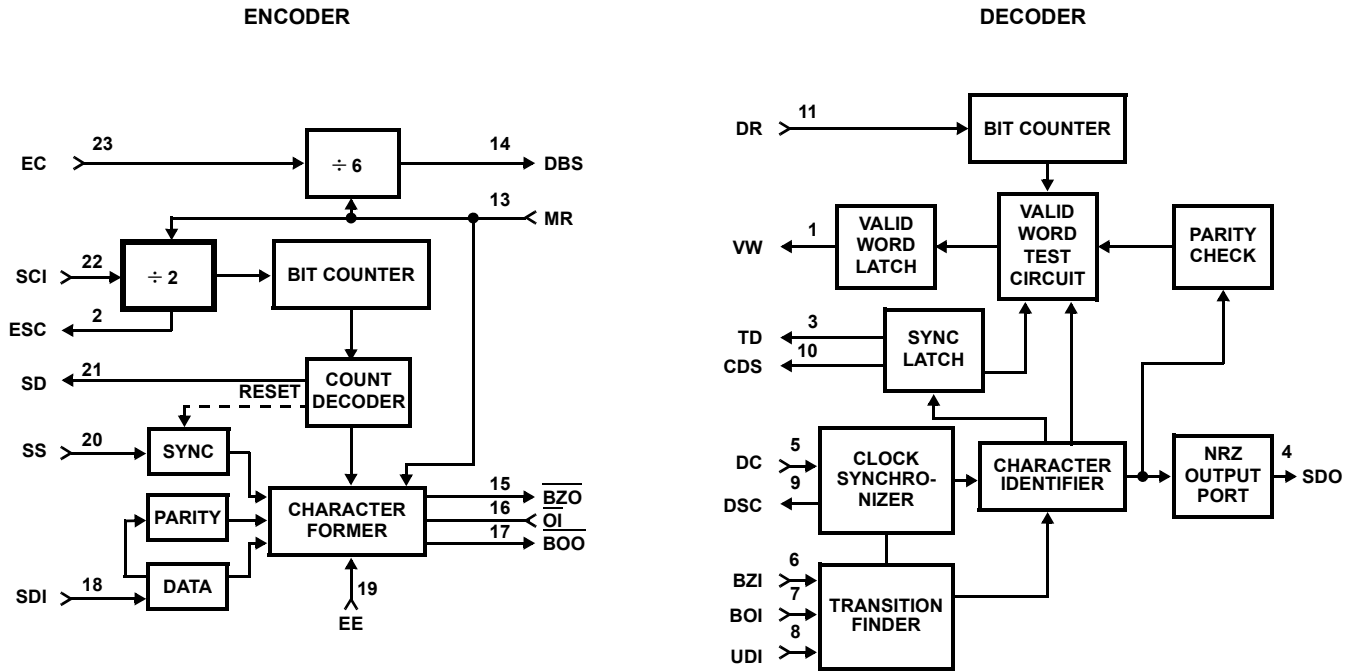 ENCODER
EC
23
÷ 6
14
DBS
13
MR
SCI
22
÷ 2
BIT COUNTER
ESC
2
SD
21
RESET
COUNT
DECODER
SS
20
SYNC
PARITY
SDI
18
DATA
CHARACTER
FORMER
15
BZO
16
OI
17
BOO
19
EE
DECODER
DR
11
BIT COUNTER
VW
1
VALID
WORD
LATCH
VALID
WORD
TEST
CIRCUIT
PARITY
CHECK
TD
3
CDS
10
SYNC
LATCH
DC
5
DSC
9
CLOCK
SYNCHRO-
NIZER
CHARACTER
IDENTIFIER
NRZ
OUTPUT
PORT
4
SDO
BZI
6
BOI
7
UDI
8
TRANSITION
FINDER